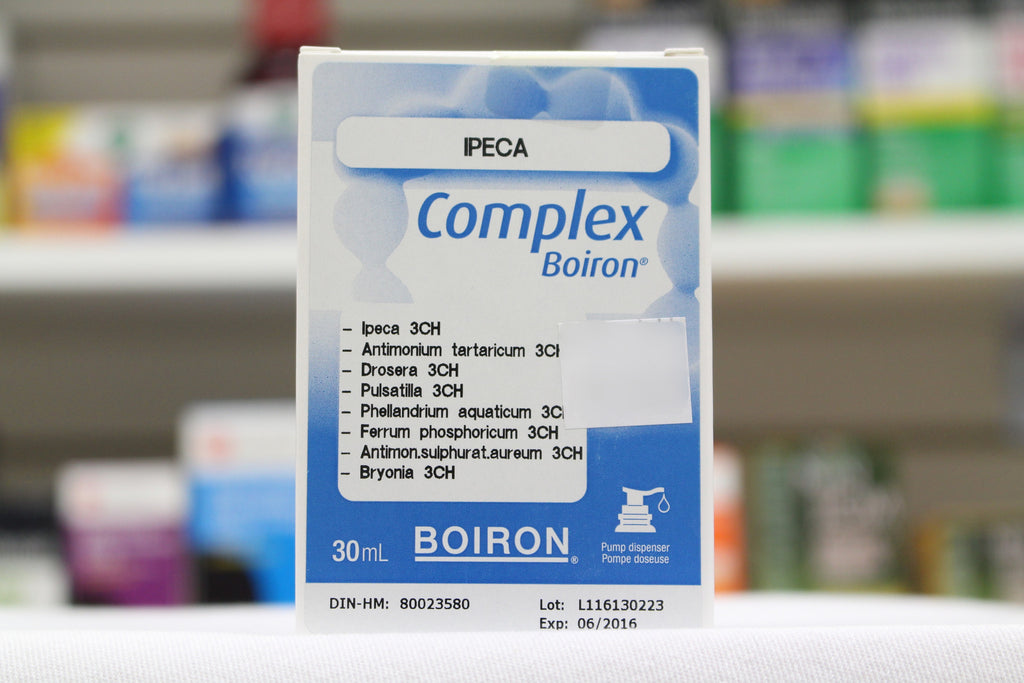 IPECA
Complex
Boiron®
- Ipeca 3CH
- Antimonium tartaricum 3CH
- Drosera 3CH
- Pulsatilla 3CH
- Phellandrium aquaticum 3C
- Ferrum phosphoricum 3CH
- Antimon.sulphurat.aureum 3CH
- Bryonia 3CH
30mL
BOIRON®
Pump dispenser
Pompe doseuse
DIN-HM: 80023580
Lot: L116130223
Exp: 06/2016